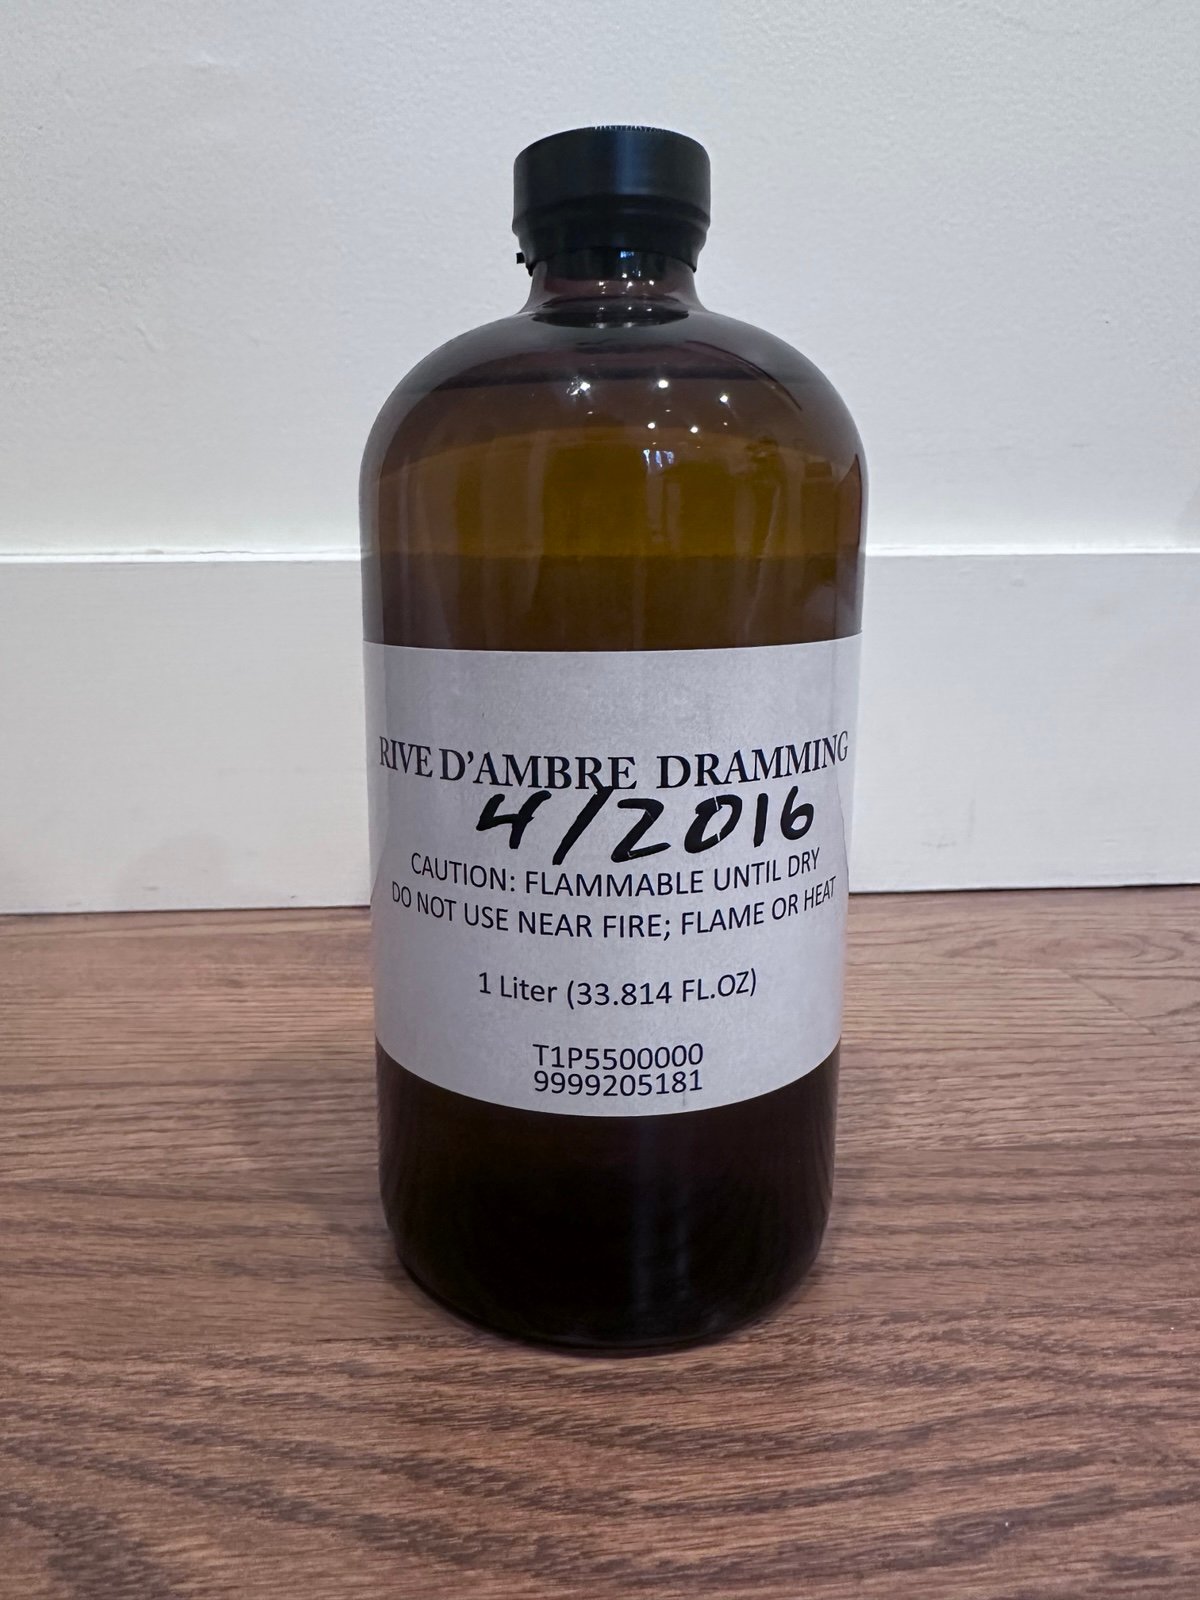 RIVE D'AMBRE DRAMMING
4/2016
CAUTION: FLAMMABLE UNTIL DRY
DO NOT USE NEAR FIRE; FLAME OR HEAT
1 Liter (33.814 FL.OZ)
T1P5500000
9999205181